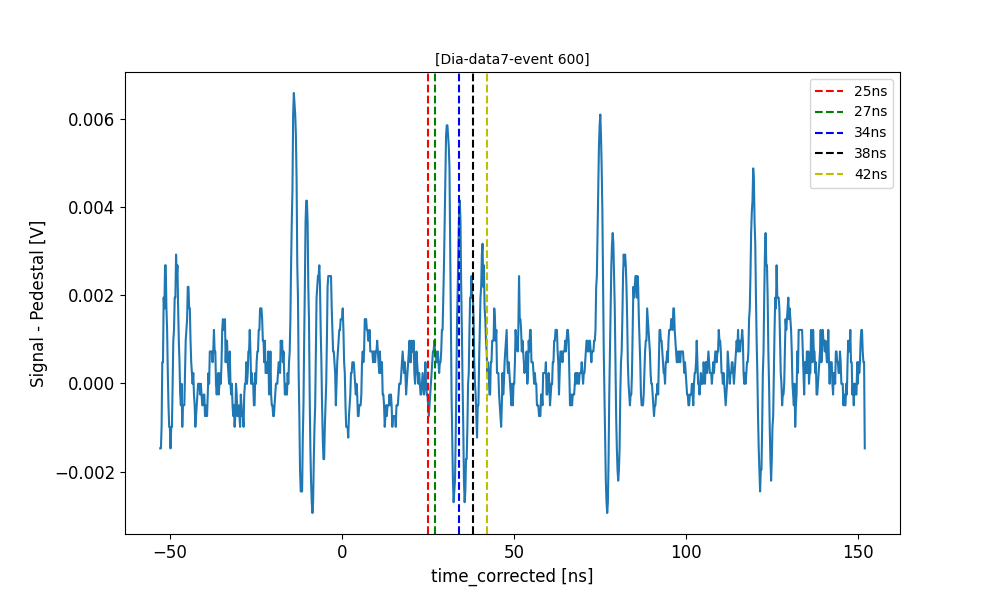 [Dia-data7-event 600]
25ns
27ns
34ns
38ns
42ns
0.006
0.004
0.002
0.000
−0.002
Signal - Pedestal [V]
−50
0
50
100
150
time_corrected [ns]